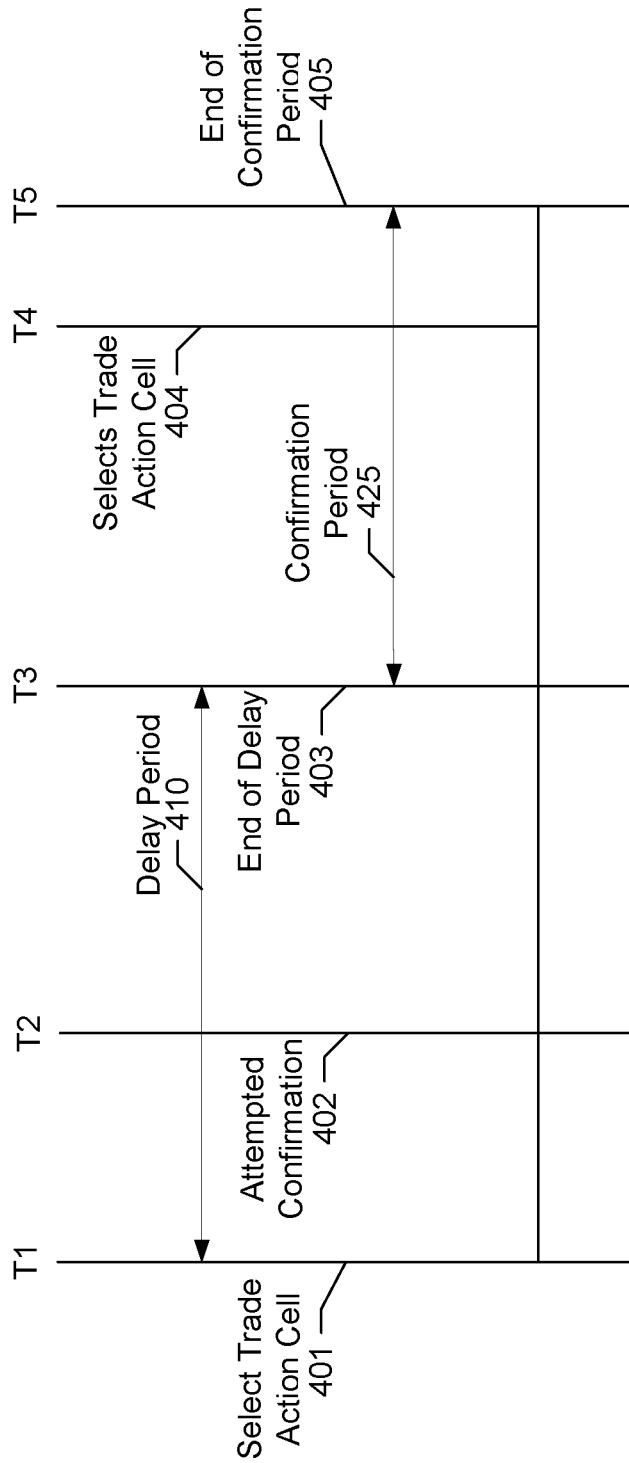 T1
T2
T3
T4
T5
Select Trade
Action Cell
401
Attempted
Confirmation
402
Delay Period
410
End of Delay
Period
403
Confirmation
Period
425
Selects Trade
Action Cell
404
End of
Confirmation
Period
405